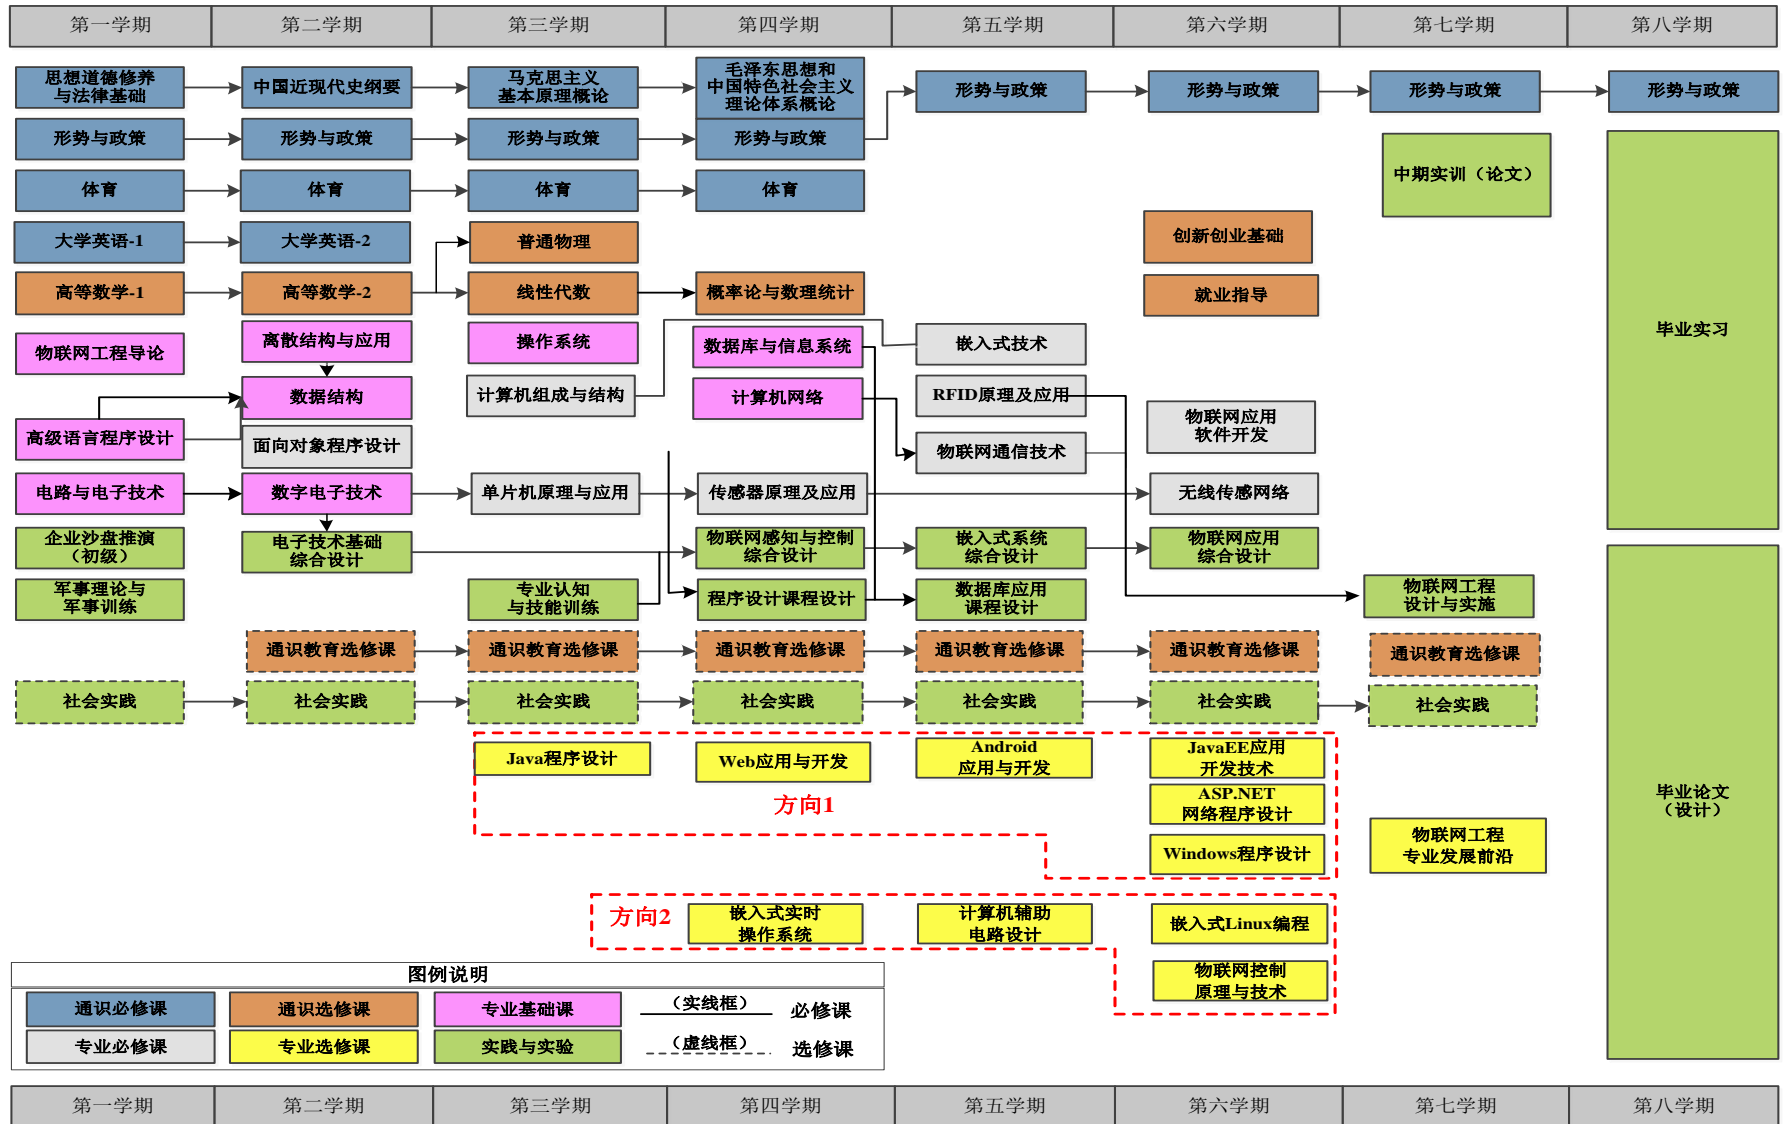 第一学期
第二学期
第三学期
第四学期
第五学期
第六学期
第七学期
第八学期
思想道德修养
与法律基础
中国近现代史纲要
马克思主义
基本原理概论
毛泽东思想和
中国特色社会主义
理论体系概论
形势与政策
形势与政策
形势与政策
形势与政策
形势与政策
形势与政策
形势与政策
形势与政策
中期实训（论文）
体育
体育
体育
体育
大学英语-1
大学英语-2
普通物理
创新创业基础
高等数学-1
高等数学-2
线性代数
概率论与数理统计
就业指导
毕业实习
物联网工程导论
离散结构与应用
操作系统
数据库与信息系统
嵌入式技术
数据结构
计算机组成与结构
计算机网络
RFID原理及应用
物联网应用
软件开发
高级语言程序设计
面向对象程序设计
物联网通信技术
电路与电子技术
数字电子技术
单片机原理与应用
传感器原理及应用
无线传感网络
企业沙盘推演
（初级）
电子技术基础
综合设计
物联网感知与控制
综合设计
嵌入式系统
综合设计
物联网应用
综合设计
军事理论与
军事训练
专业认知
与技能训练
程序设计课程设计
数据库应用
课程设计
物联网工程
设计与实施
通识教育选修课
通识教育选修课
通识教育选修课
通识教育选修课
通识教育选修课
通识教育选修课
社会实践
社会实践
社会实践
社会实践
社会实践
社会实践
社会实践
Java程序设计
Web应用与开发
Android
应用与开发
JavaEE应用
开发技术
方向1
ASP.NET
网络程序设计
Windows程序设计
物联网工程
专业发展前沿
毕业论文
（设计）
方向2
嵌入式实时
操作系统
计算机辅助
电路设计
嵌入式Linux编程
物联网控制
原理与技术
图例说明
通识必修课
通识选修课
专业基础课
（实线框）
必修课
专业必修课
专业选修课
实践与实验
（虚线框）
选修课
第一学期
第二学期
第三学期
第四学期
第五学期
第六学期
第七学期
第八学期